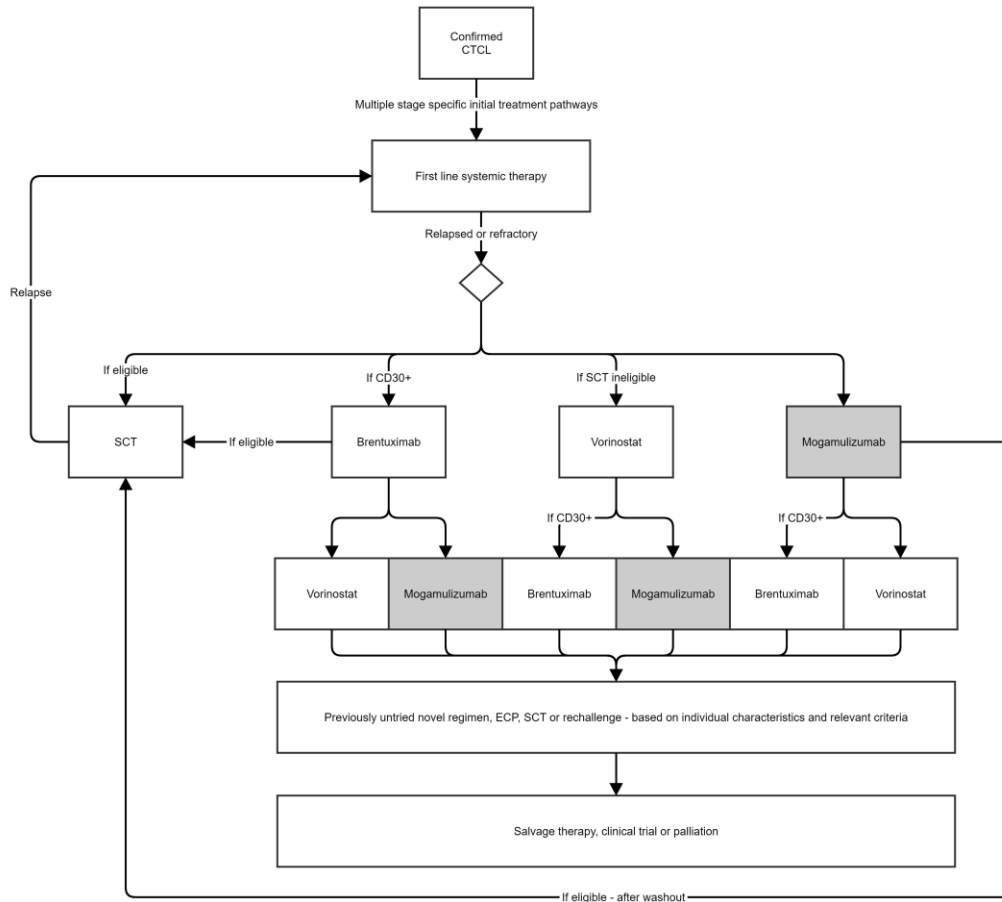 Confirmed
CTCL
Multiple stage specific initial treatment pathways
First line systemic therapy
Relapsed or refractory
Relapse
If eligible
If CD30+
If SCT ineligible
SCT
If eligible
Brentuximab
Vorinostat
Mogamulizumab
If CD30+
If CD30+
Vorinostat
Mogamulizumab
Brentuximab
Mogamulizumab
Brentuximab
Vorinostat
Previously untried novel regimen, ECP, SCT or rechallenge - based on individual characteristics and relevant criteria
Salvage therapy, clinical trial or palliation
If eligible - after washout